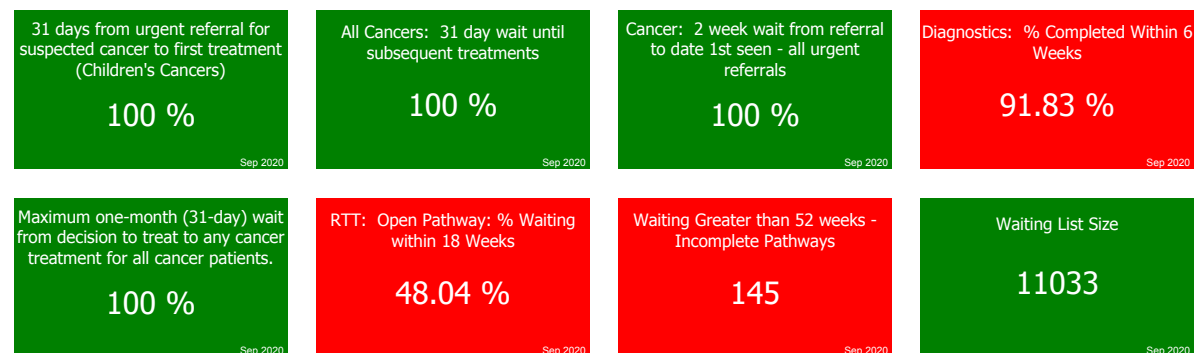 31 days from urgent referral for
suspected cancer to first treatment
(Children's Cancers)
100 %
Sep 2020
All Cancers:  31 day wait until
subsequent treatments
100 %
Sep 2020
Cancer:  2 week wait from referral
to date 1st seen - all urgent
referrals
100 %
Sep 2020
Diagnostics:  % Completed Within 6
Weeks
91.83 %
Sep 2020
Maximum one-month (31-day) wait
from decision to treat to any cancer
treatment for all cancer patients.
100 %
Sep 2020
RTT:  Open Pathway: % Waiting
within 18 Weeks
48.04 %
Sep 2020
Waiting Greater than 52 weeks -
Incomplete Pathways
145
Sep 2020
Waiting List Size
11033
Sep 2020